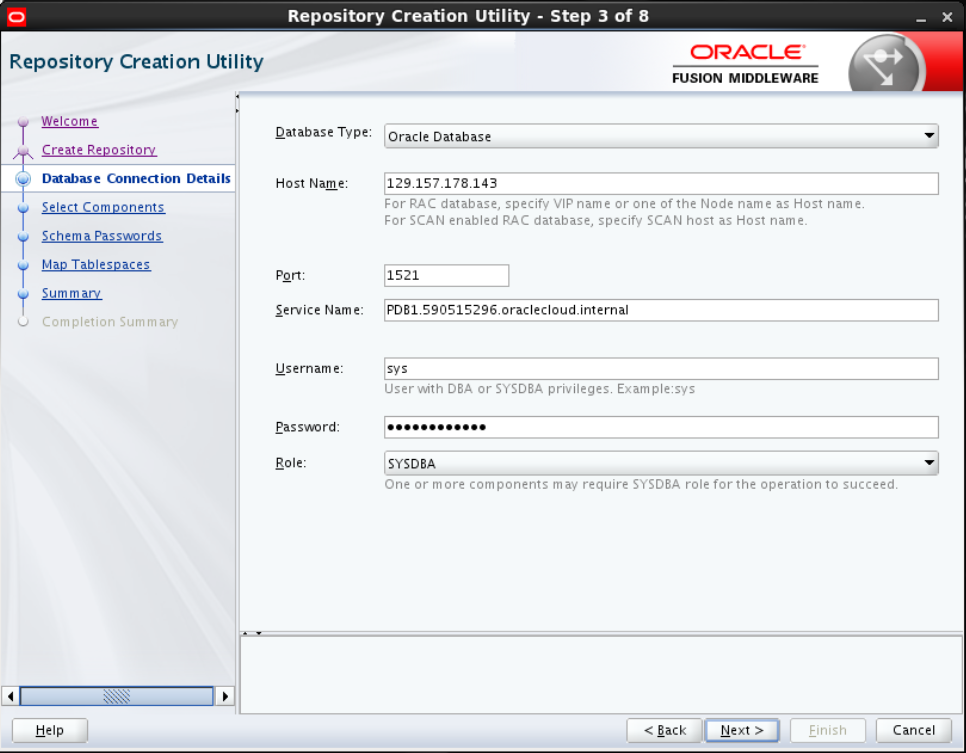 Repository Creation Utility - Step 3 of 8
Repository Creation Utility
ORACLE
FUSION MIDDLEWARE
Welcome
Create Repository
Database Connection Details
Select Components
Schema Passwords
Map Tablespaces
Summary
Completion Summary
Database Type: Oracle Database
Host Name: 129.157.178.143
For RAC database, specify VIP name or one of the Node name as Host name.
For SCAN enabled RAC database, specify SCAN host as Host name.
Port: 1521
Service Name: PDB1.590515296.oraclecloud.internal
Username: sys
User with DBA or SYSDBA privileges. Example:sys
Password: ••••••••••••
Role: SYSDBA
One or more components may require SYSDBA role for the operation to succeed.
Help < Back Next > Finish Cancel